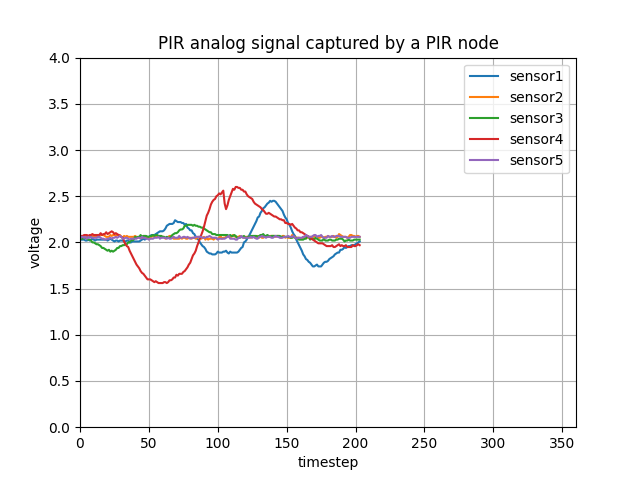 PIR analog signal captured by a PIR node
4.0
3.5
3.0
2.5
2.0
1.5
1.0
0.5
0.0
voltage
sensor1
sensor2
sensor3
sensor4
sensor5
0 50 100 150 200 250 300 350
timestep